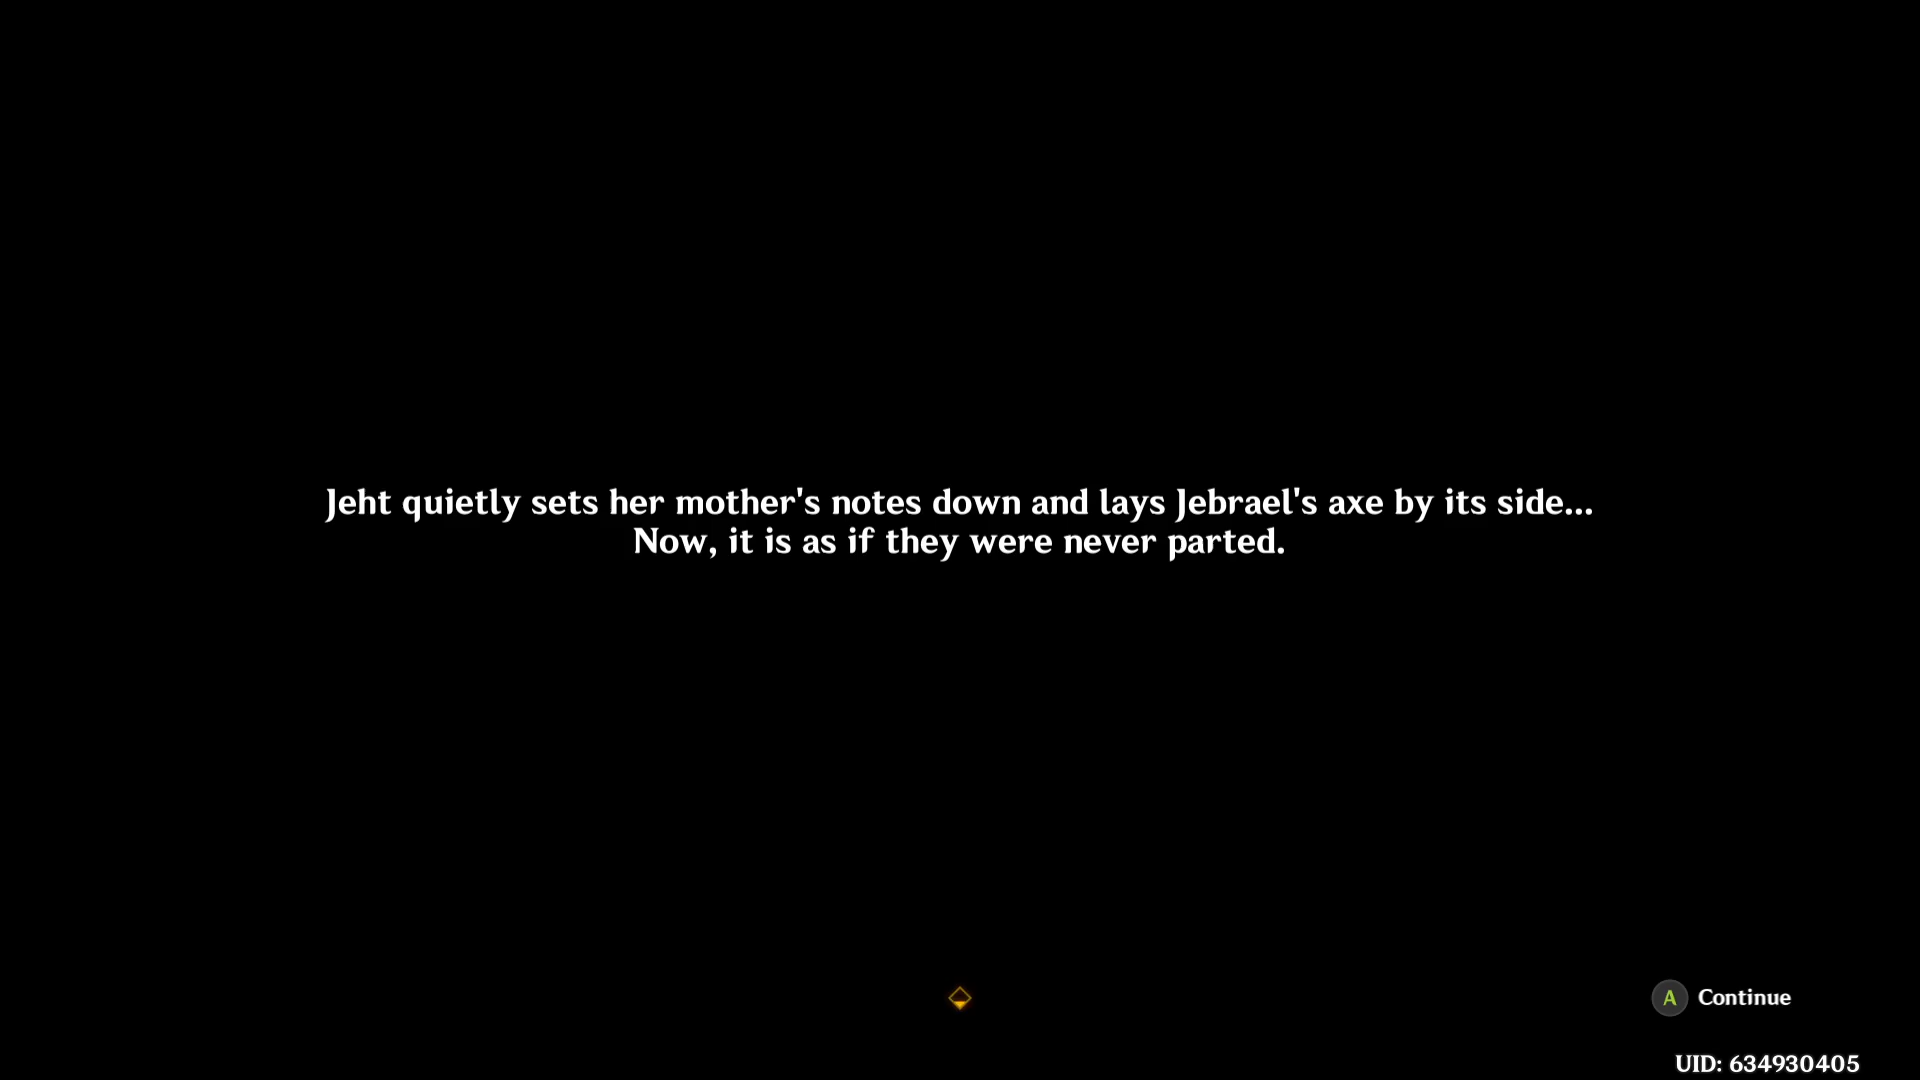 Jeht quietly sets her mother's notes down and lays Jebrael's axe by its side...
Now, it is as if they were never parted.
A Continue
UID: 634930405